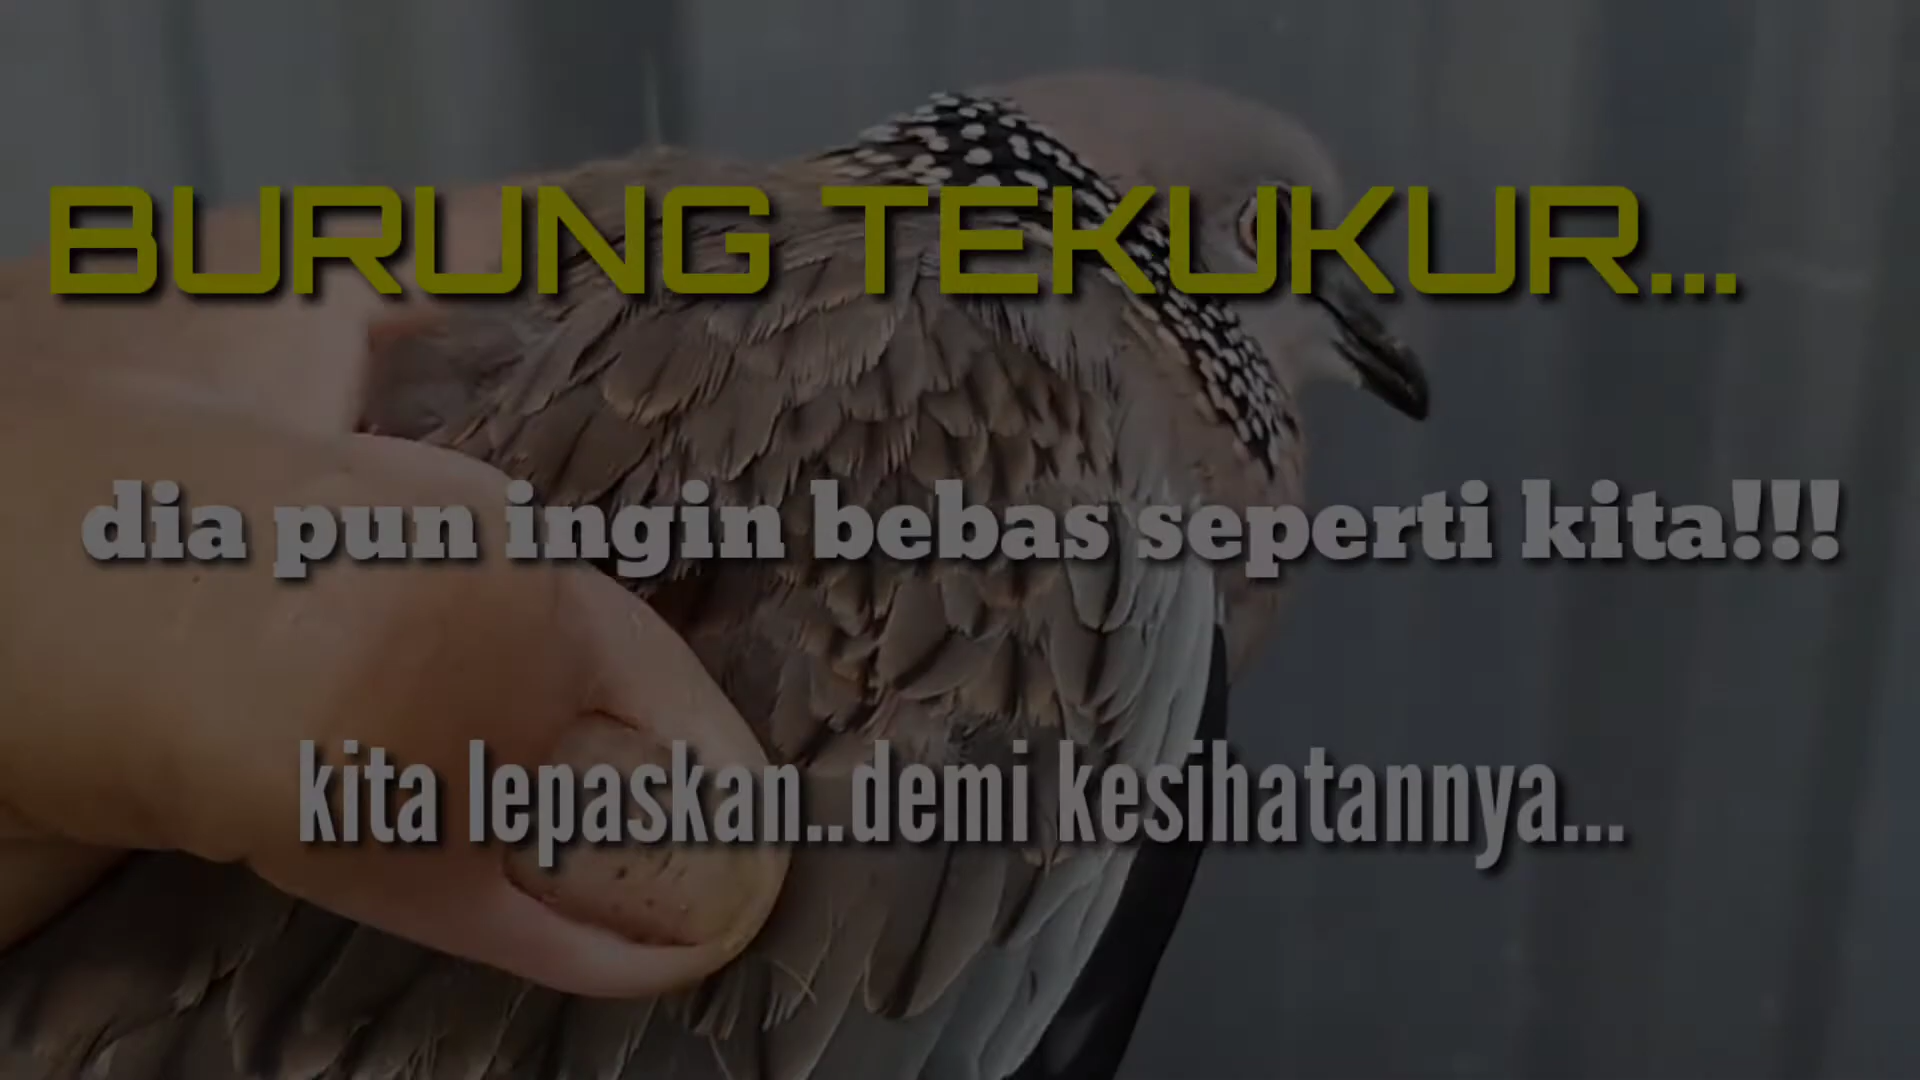 BURUNG TEKUKUR...
dia pun ingin bebas seperti kita!!!
kita lepaskan..demi kesihatannya...